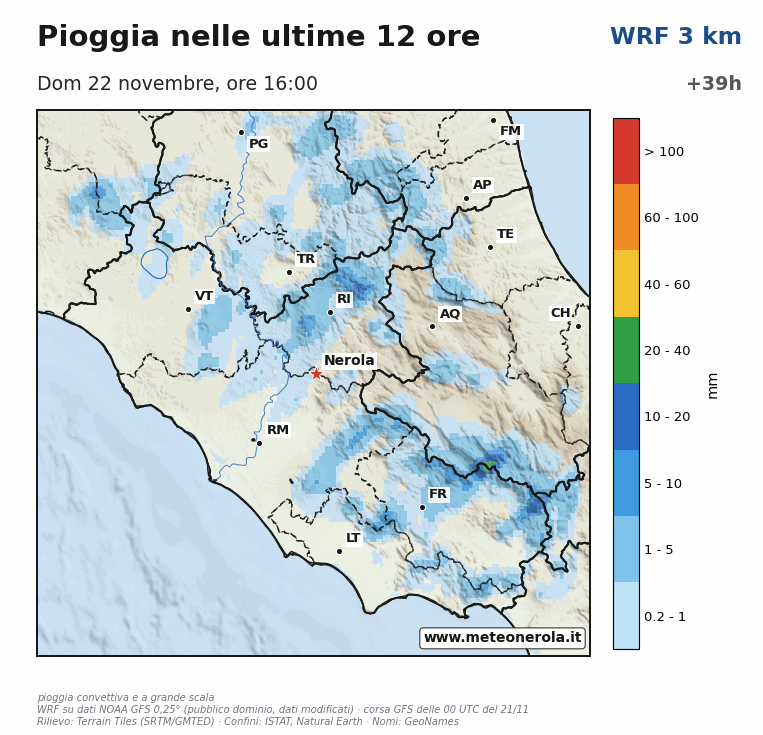 Pioggia nelle ultime 12 ore
WRF 3 km
Dom 22 novembre, ore 16:00
+39h
FM
PG
AP
TE
TR
VT
RI
AQ
CH
Nerola
RM
FR
LT
www.meteonerola.it
> 100
60 - 100
40 - 60
20 - 40
10 - 20
5 - 10
1 - 5
0.2 - 1
mm
pioggia convettiva e a grande scala
WRF su dati NOAA GFS 0,25° (pubblico dominio, dati modificati) · corsa GFS delle 00 UTC del 21/11
Rilievo: Terrain Tiles (SRTM/GMTED) · Confini: ISTAT, Natural Earth · Nomi: GeoNames